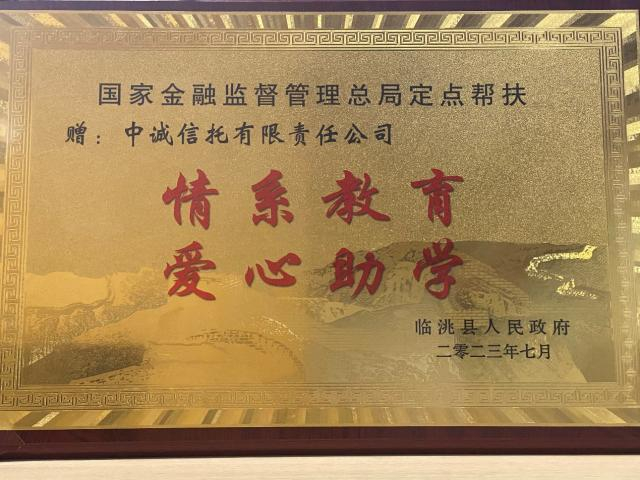 国家金融监督管理总局定点帮扶
赠：中诚信托有限责任公司
情系教育
爱心助学
临洮县人民政府
二零二三年七月